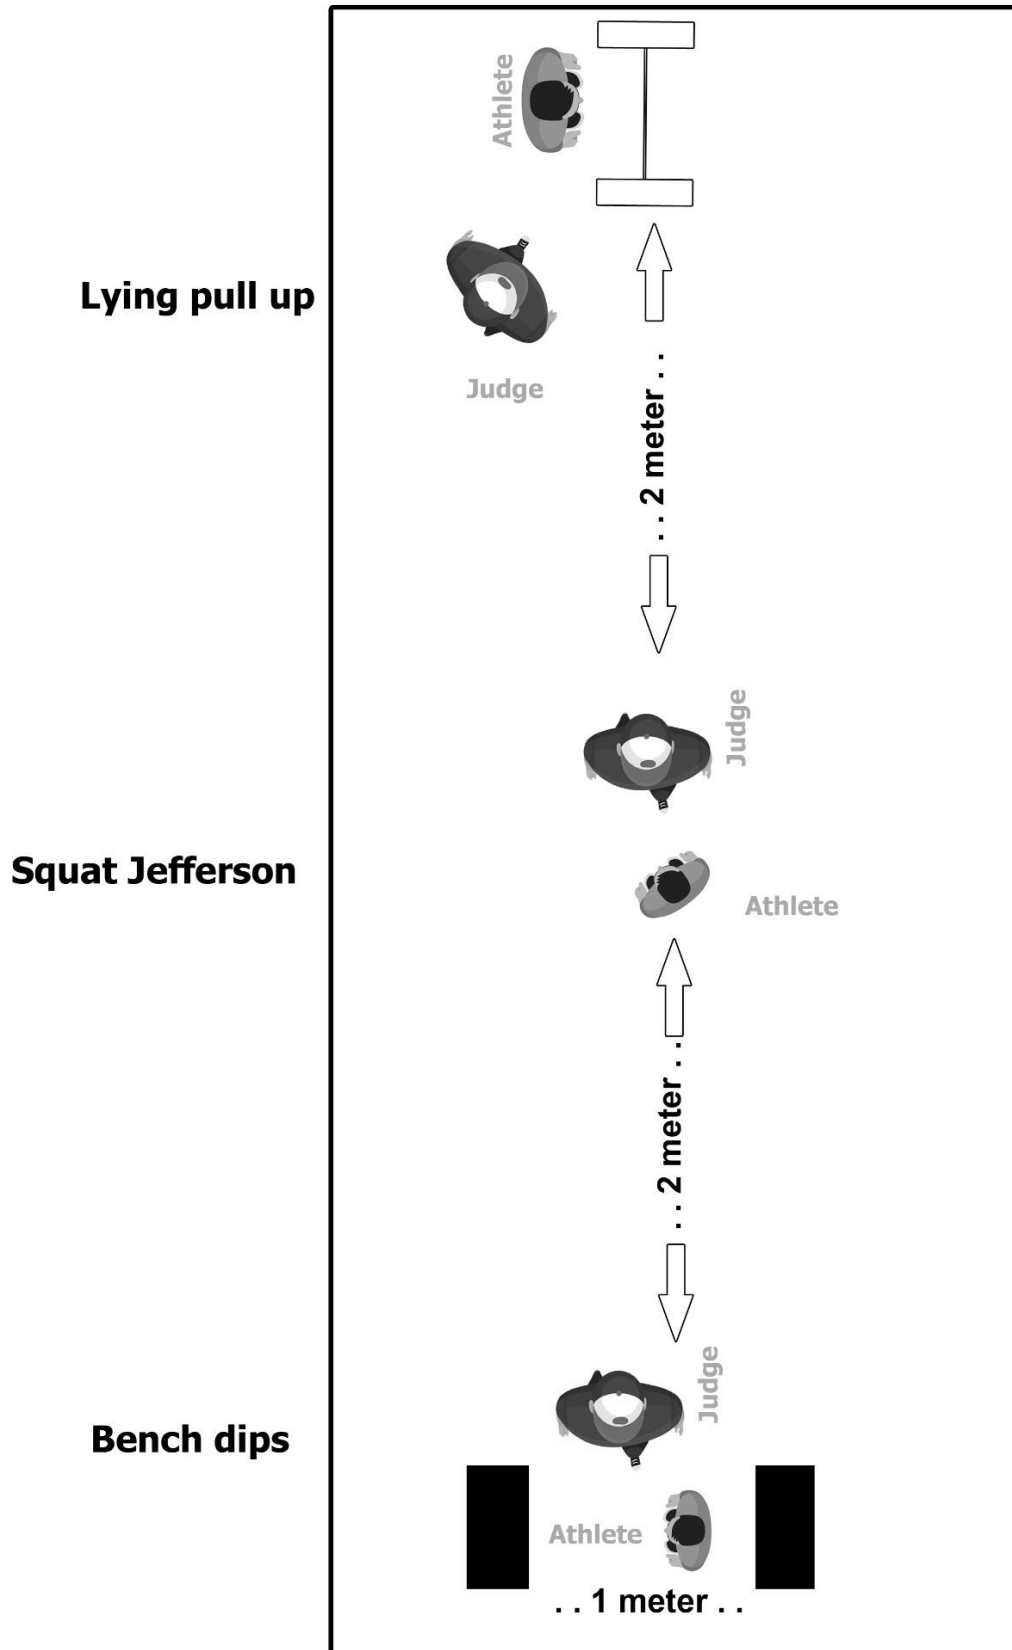 Athlete
Lying pull up
Judge
. . 2 meter . .
Judge
Squat Jefferson
Athlete
. . 2 meter . .
Judge
Bench dips
Athlete
. . 1 meter . .